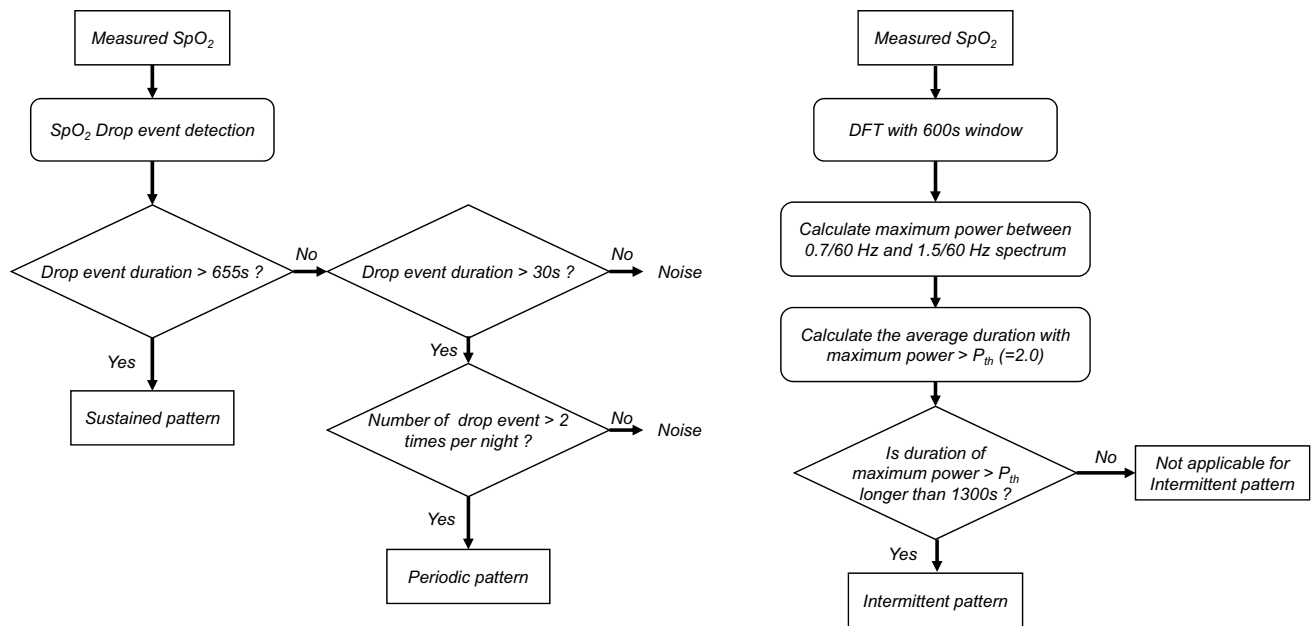 Measured SpO₂
SpO₂ Drop event detection
Drop event duration > 655s ?
No
Drop event duration > 30s ?
No
Noise
Yes
Sustained pattern
Yes
Number of drop event > 2
times per night ?
No
Noise
Yes
Periodic pattern
Measured SpO₂
DFT with 600s window
Calculate maximum power between
0.7/60 Hz and 1.5/60 Hz spectrum
Calculate the average duration with
maximum power > Pₜₕ (=2.0)
Is duration of
maximum power > Pₜₕ
longer than 1300s ?
No
Not applicable for
Intermittent pattern
Yes
Intermittent pattern